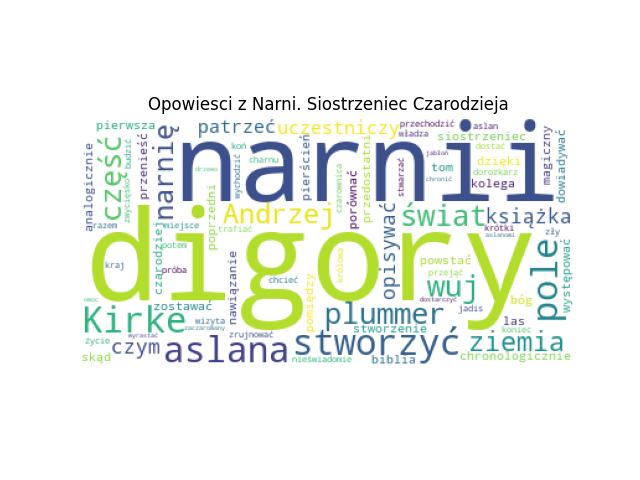 Opowiesci z Narni. Siostrzeniec Czarodzieja
pierwsza patrzeć uczestniczy przechodzić aslan
władza siostrzeniec dostać
analogicznie część zmycięsko budzić przenieść narnię
narnii
koń charnu wychodzić pierścień
jabłoń dzięki magiczny dowiadywać
drzewo czarownica porównać przedostatni stwarzać tom chronić dorozkarz kolega
poprzedni Andrzej opisywać świat książka
razem miejsce trafiać krótki zły
digory
czarodziej potem aslanowi
kraj próba chcieć królowa powstać pole występować
nawiązanie pomiędzy przejąć wuj
omoc zostawać dostarczyć jadis bóg
Kirke wizyta plummer las
zaczarowany stworzenie koniec
życie wyrastać zrujnować stworzyć ziemia
skąd czym aslana nieświadomie biblia chronologicznie